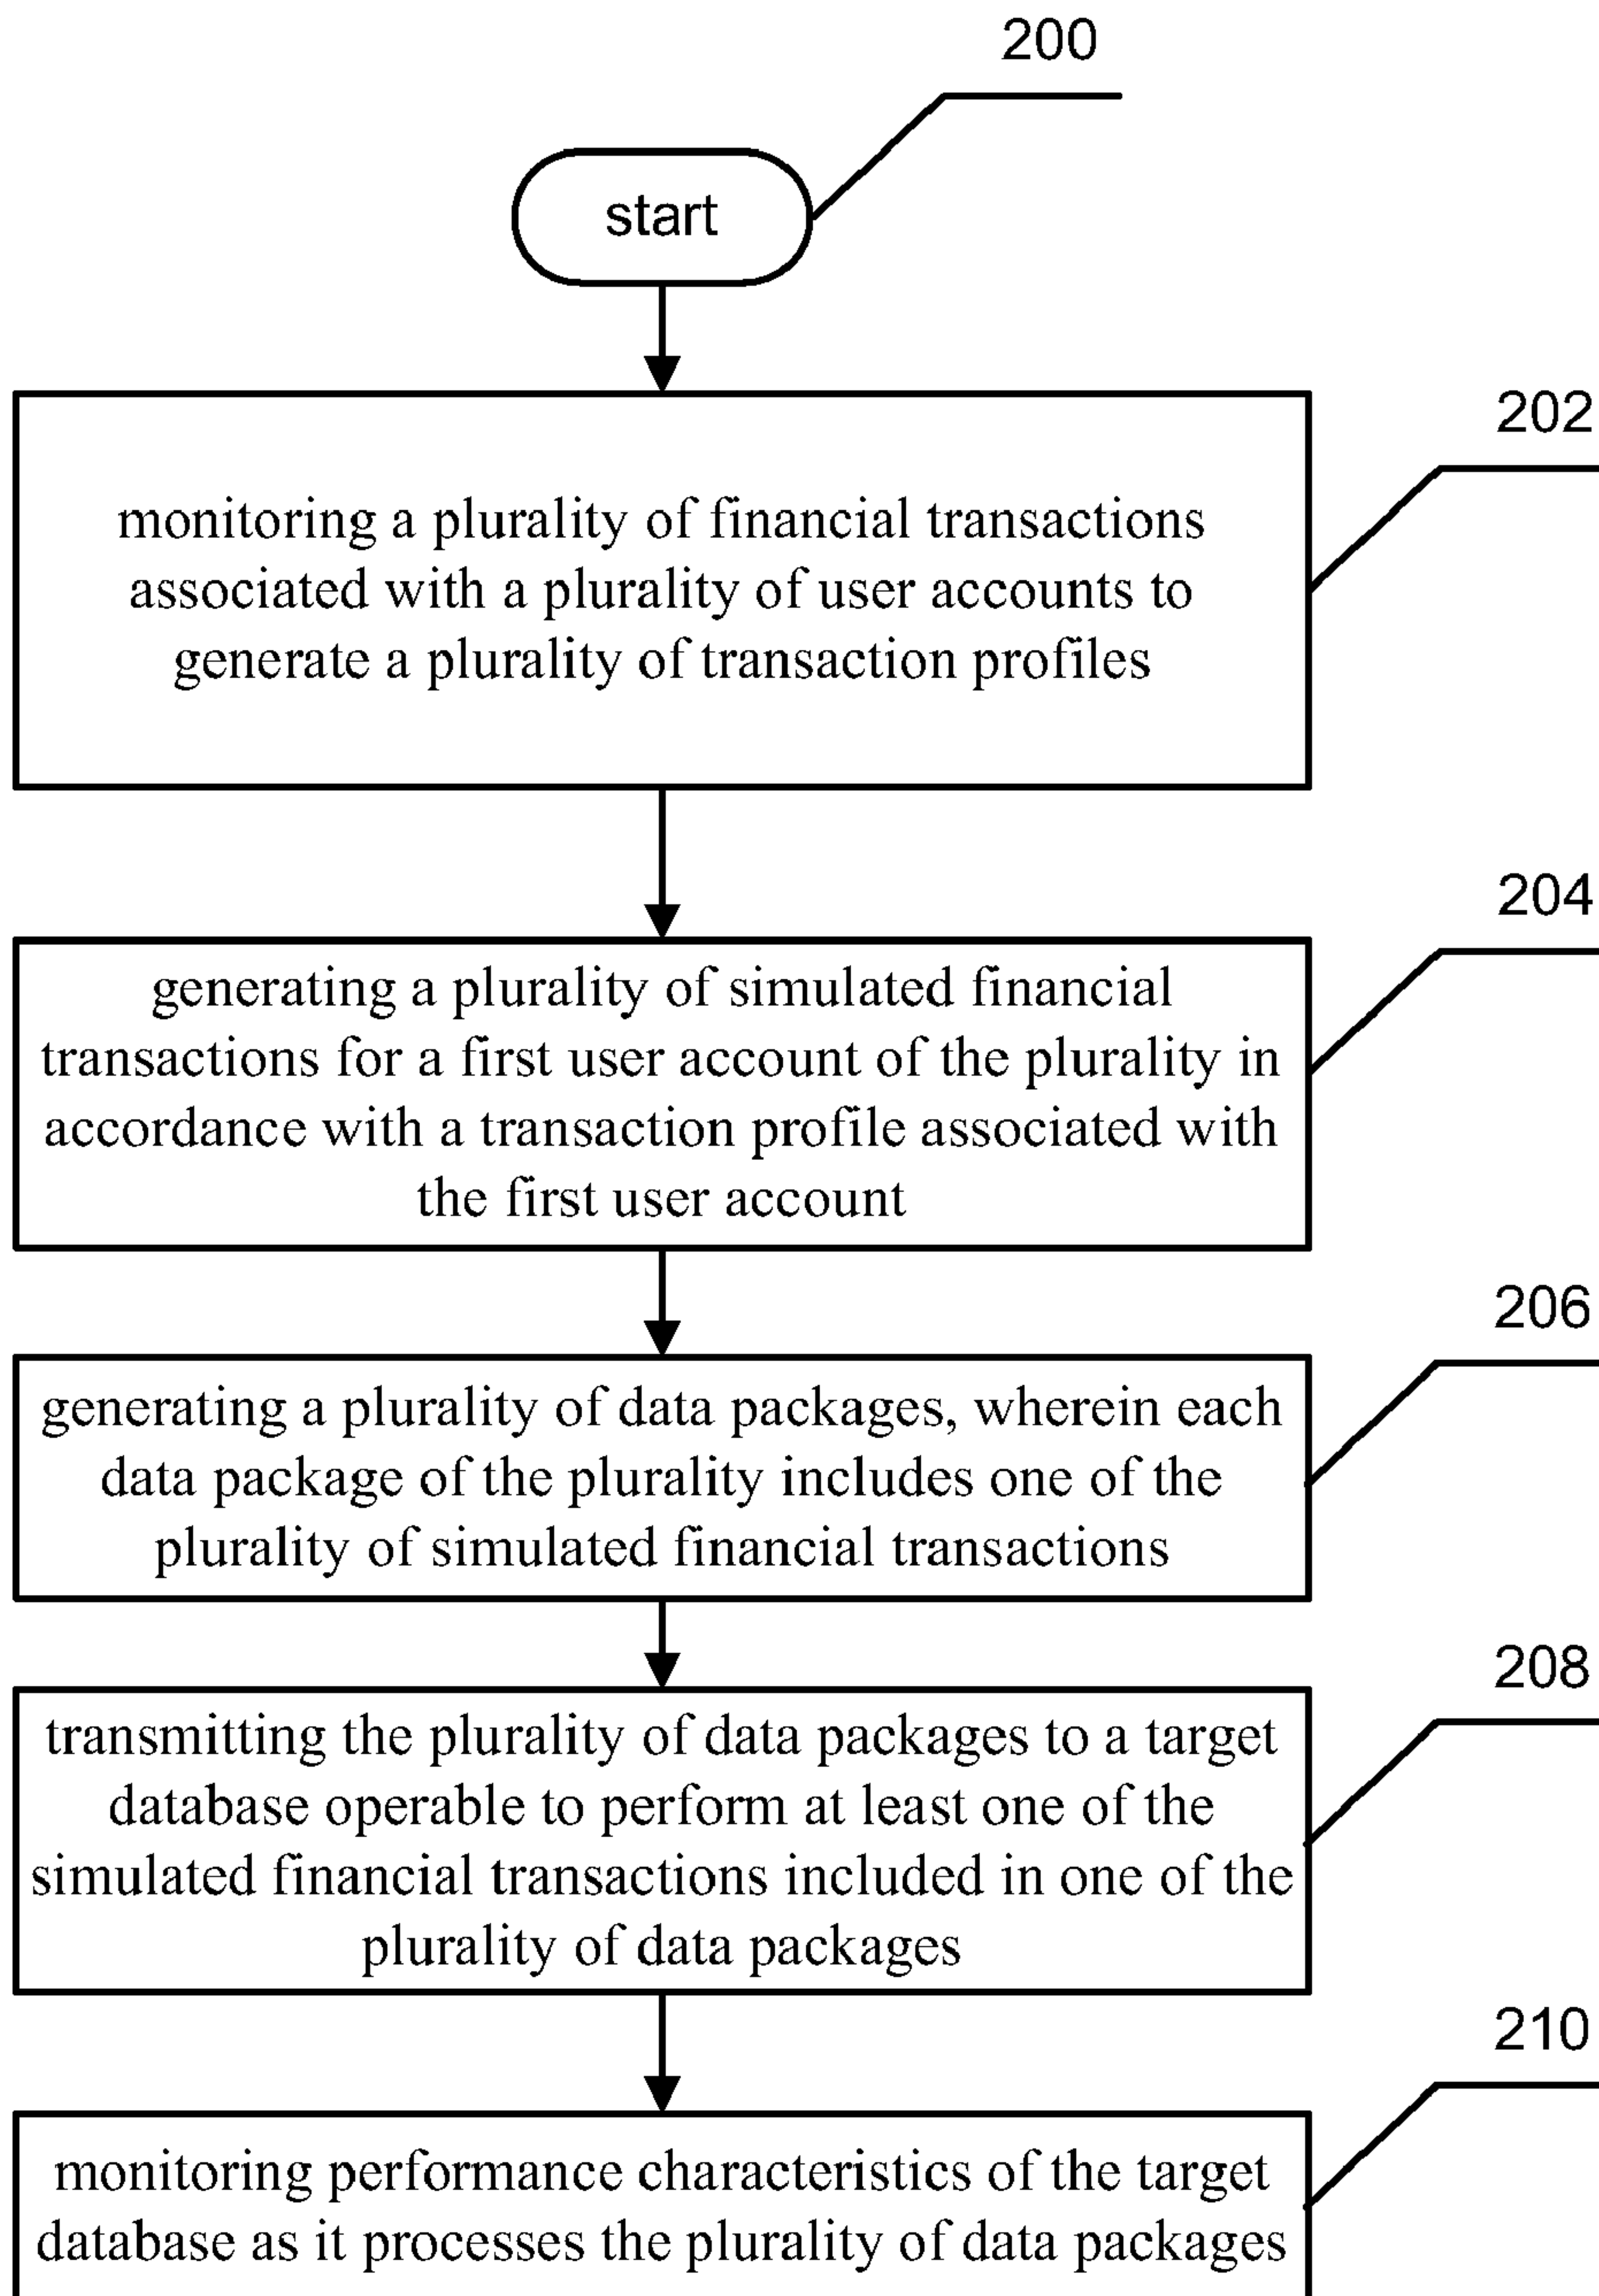 200
start
202
monitoring a plurality of financial transactions
associated with a plurality of user accounts to
generate a plurality of transaction profiles
204
generating a plurality of simulated financial
transactions for a first user account of the plurality in
accordance with a transaction profile associated with
the first user account
206
generating a plurality of data packages, wherein each
data package of the plurality includes one of the
plurality of simulated financial transactions
208
transmitting the plurality of data packages to a target
database operable to perform at least one of the
simulated financial transactions included in one of the
plurality of data packages
210
monitoring performance characteristics of the target
database as it processes the plurality of data packages